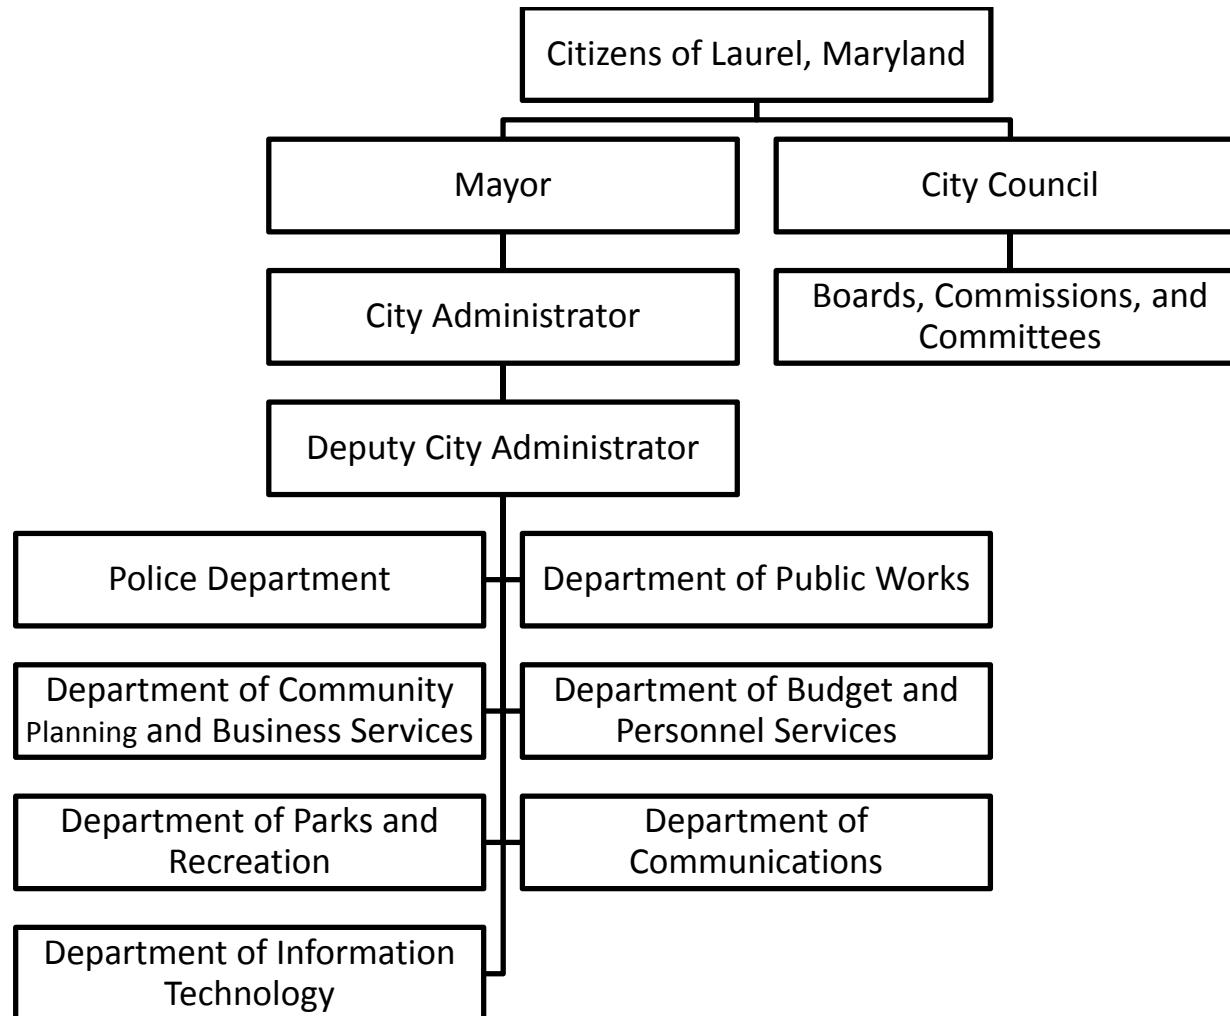 Citizens of Laurel, Maryland
Mayor
City Council
City Administrator
Boards, Commissions, and
Committees
Deputy City Administrator
Police Department
Department of Public Works
Department of Community
Planning and Business Services
Department of Budget and
Personnel Services
Department of Parks and
Recreation
Department of
Communications
Department of Information
Technology